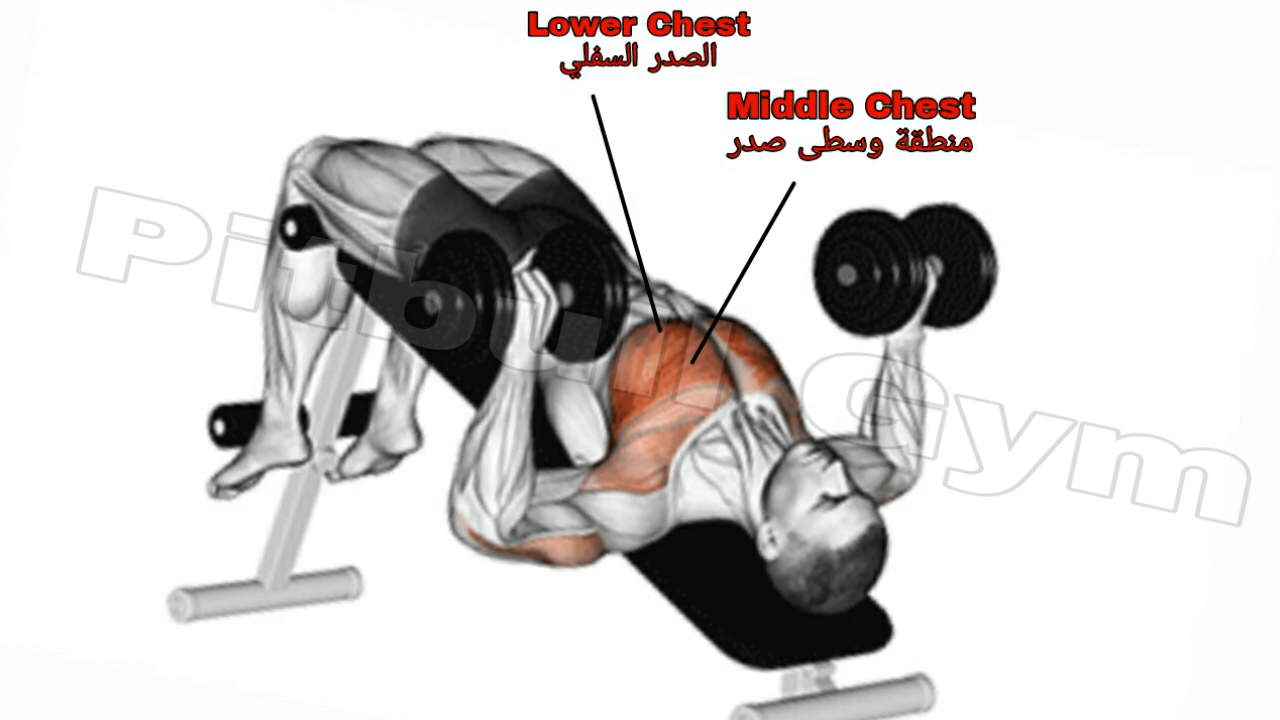 Lower Chest
الصدر السفلي
Middle Chest
منطقة وسطى صدر
Pitbull Gym